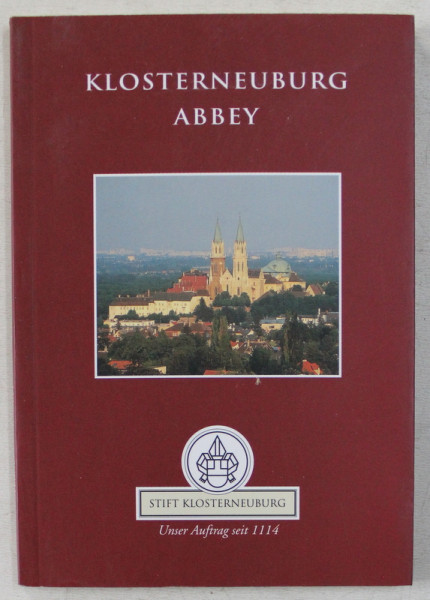 KLOSTERNEUBURG
ABBEY
STIFT KLOSTERNEUBURG
Unser Auftrag seit 1114